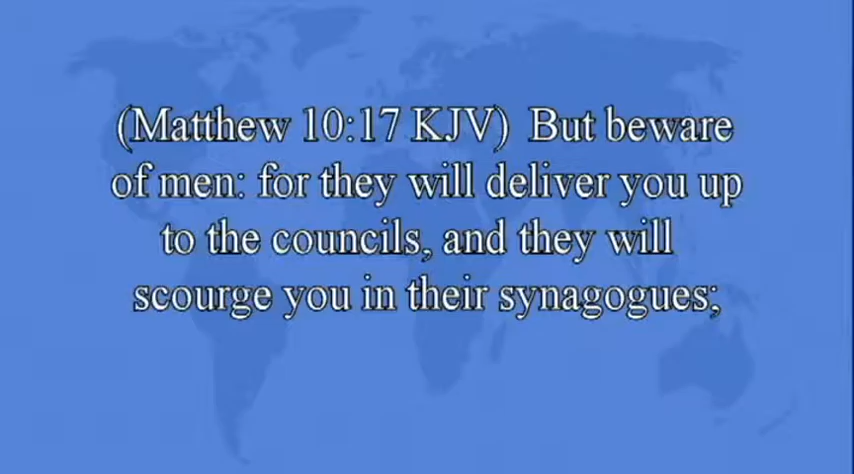 (Matthew 10:17 KJV) But beware
of men: for they will deliver you up
to the councils, and they will
scourge you in their synagogues;